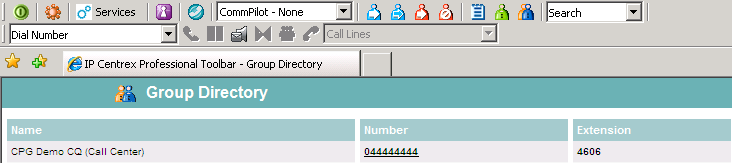 Services CommPilot - None Search
Dial Number Call Lines
IP Centrex Professional Toolbar - Group Directory
Group Directory
Name Number Extension
CPG Demo CQ (Call Center) 044444444 4606